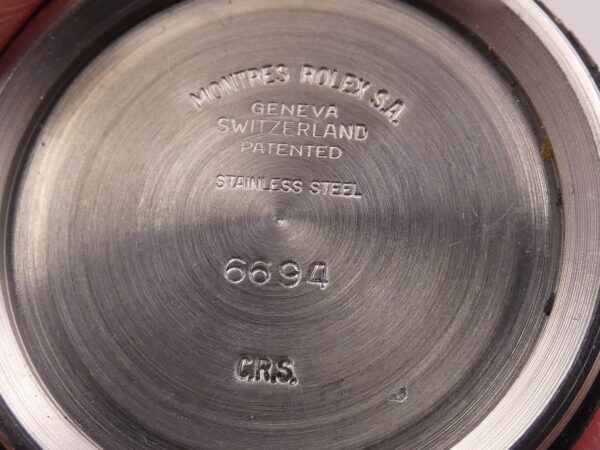 MONTRES ROLEX S.A.
GENEVA
SWITZERLAND
PATENTED
STAINLESS STEEL
6694
C.R.S.